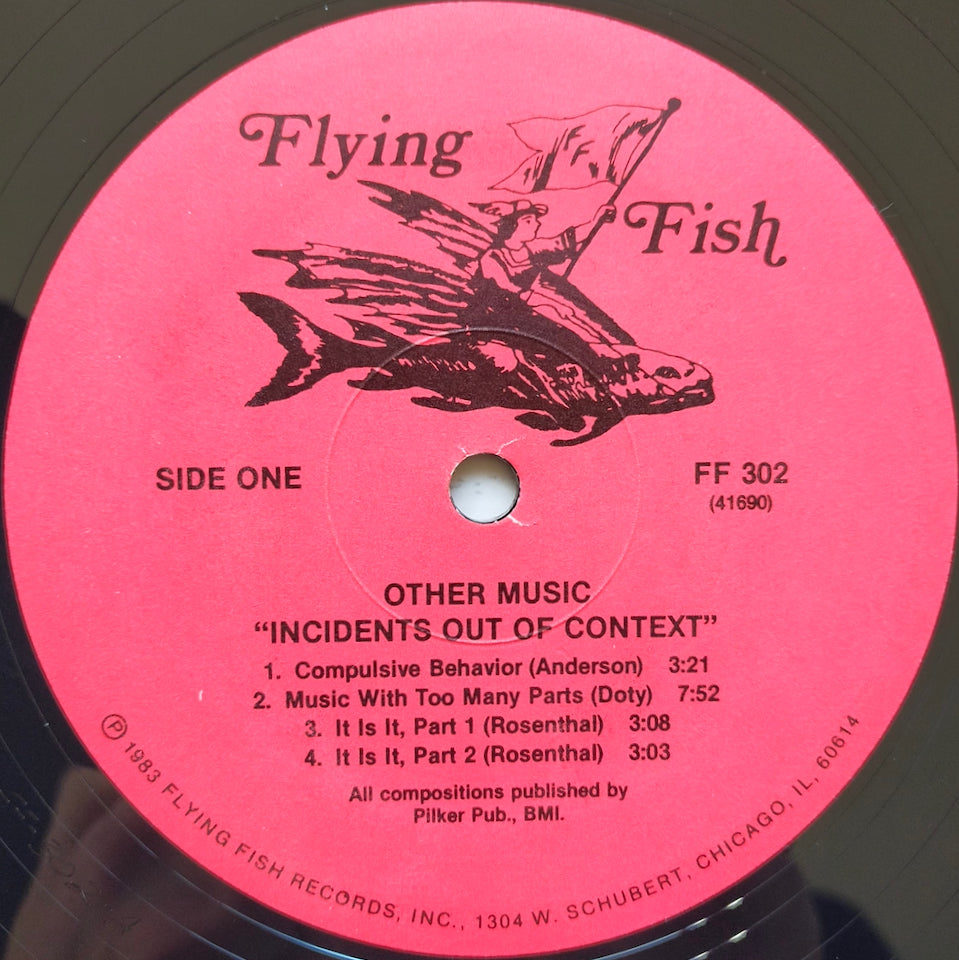 Flying
FF
Fish
SIDE ONE
FF 302
(41690)
OTHER MUSIC
“INCIDENTS OUT OF CONTEXT”
1. Compulsive Behavior (Anderson) 3:21
2. Music With Too Many Parts (Doty) 7:52
3. It Is It, Part 1 (Rosenthal) 3:08
4. It Is It, Part 2 (Rosenthal) 3:03
All compositions published by
Pilker Pub., BMI.
Ⓟ 1983 FLYING FISH RECORDS, INC., 1304 W. SCHUBERT, CHICAGO, IL, 60614